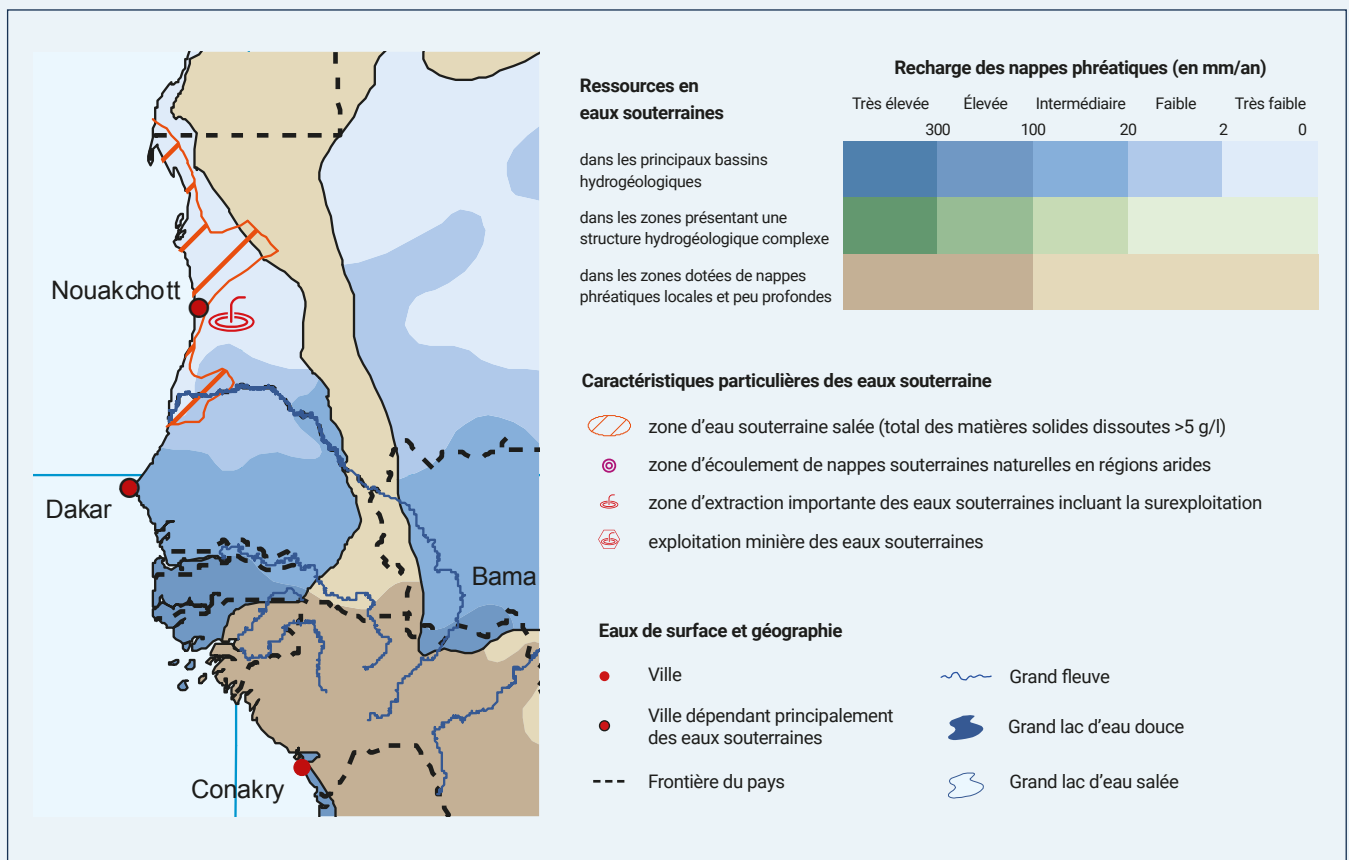 Nouakchott
Dakar
Bama
Conakry
Ressources en
eaux souterraines
Recharge des nappes phréatiques (en mm/an)
Très élevée Élevée Intermédiaire Faible Très faible
300 100 20 2 0
dans les principaux bassins
hydrogéologiques
dans les zones présentant une
structure hydrogéologique complexe
dans les zones dotées de nappes
phréatiques locales et peu profondes
Caractéristiques particulières des eaux souterraine
zone d'eau souterraine salée (total des matières solides dissoutes >5 g/l)
zone d'écoulement de nappes souterraines naturelles en régions arides
zone d'extraction importante des eaux souterraines incluant la surexploitation
exploitation minière des eaux souterraines
Eaux de surface et géographie
Ville
Ville dépendant principalement
des eaux souterraines
Frontière du pays
Grand fleuve
Grand lac d'eau douce
Grand lac d'eau salée